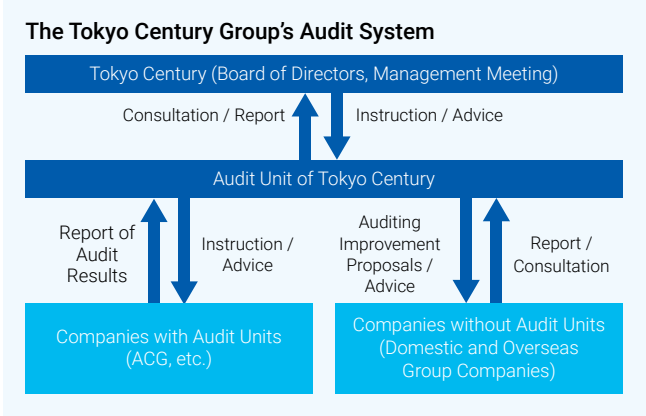 The Tokyo Century Group’s Audit System
Tokyo Century (Board of Directors, Management Meeting)
Consultation / Report
Instruction / Advice
Audit Unit of Tokyo Century
Report of
Audit
Results
Instruction /
Advice
Auditing
Improvement
Proposals /
Advice
Report /
Consultation
Companies with Audit Units
(ACG, etc.)
Companies without Audit Units
(Domestic and Overseas
Group Companies)